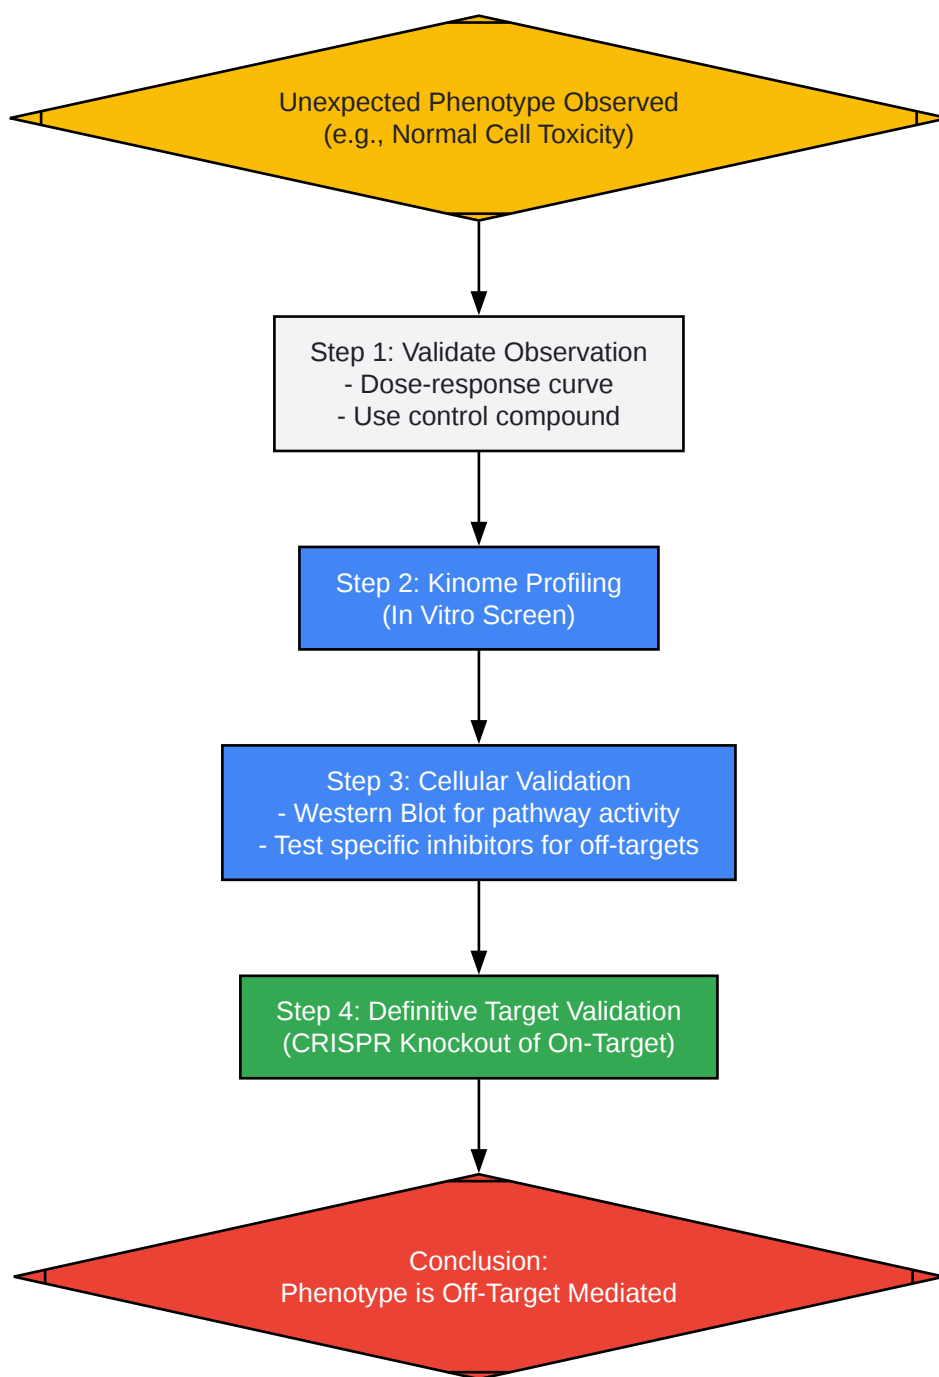 Unexpected Phenotype Observed
(e.g., Normal Cell Toxicity)
Step 1: Validate Observation
- Dose-response curve
- Use control compound
Step 2: Kinome Profiling
(In Vitro Screen)
Step 3: Cellular Validation
- Western Blot for pathway activity
- Test specific inhibitors for off-targets
Step 4: Definitive Target Validation
(CRISPR Knockout of On-Target)
Conclusion:
Phenotype is Off-Target Mediated